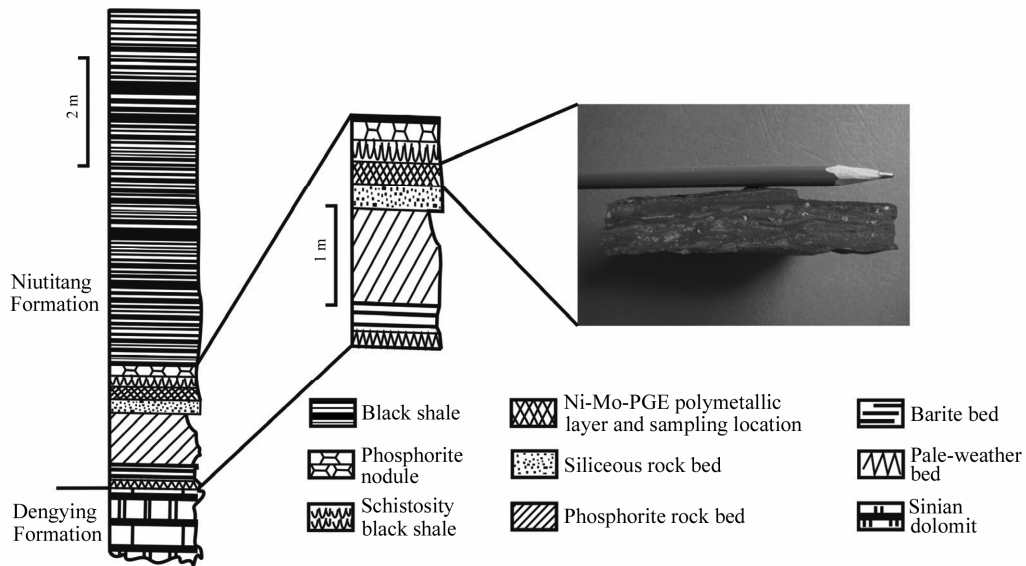 2 m
1 m
Niutitang
Formation
Dengying
Formation
Black shale
Phosphorite
nodule
Schistosity
black shale
Ni-Mo-PGE polymetallic
layer and sampling location
Siliceous rock bed
Phosphorite rock bed
Barite bed
Pale-weather
bed
Sinian
dolomit